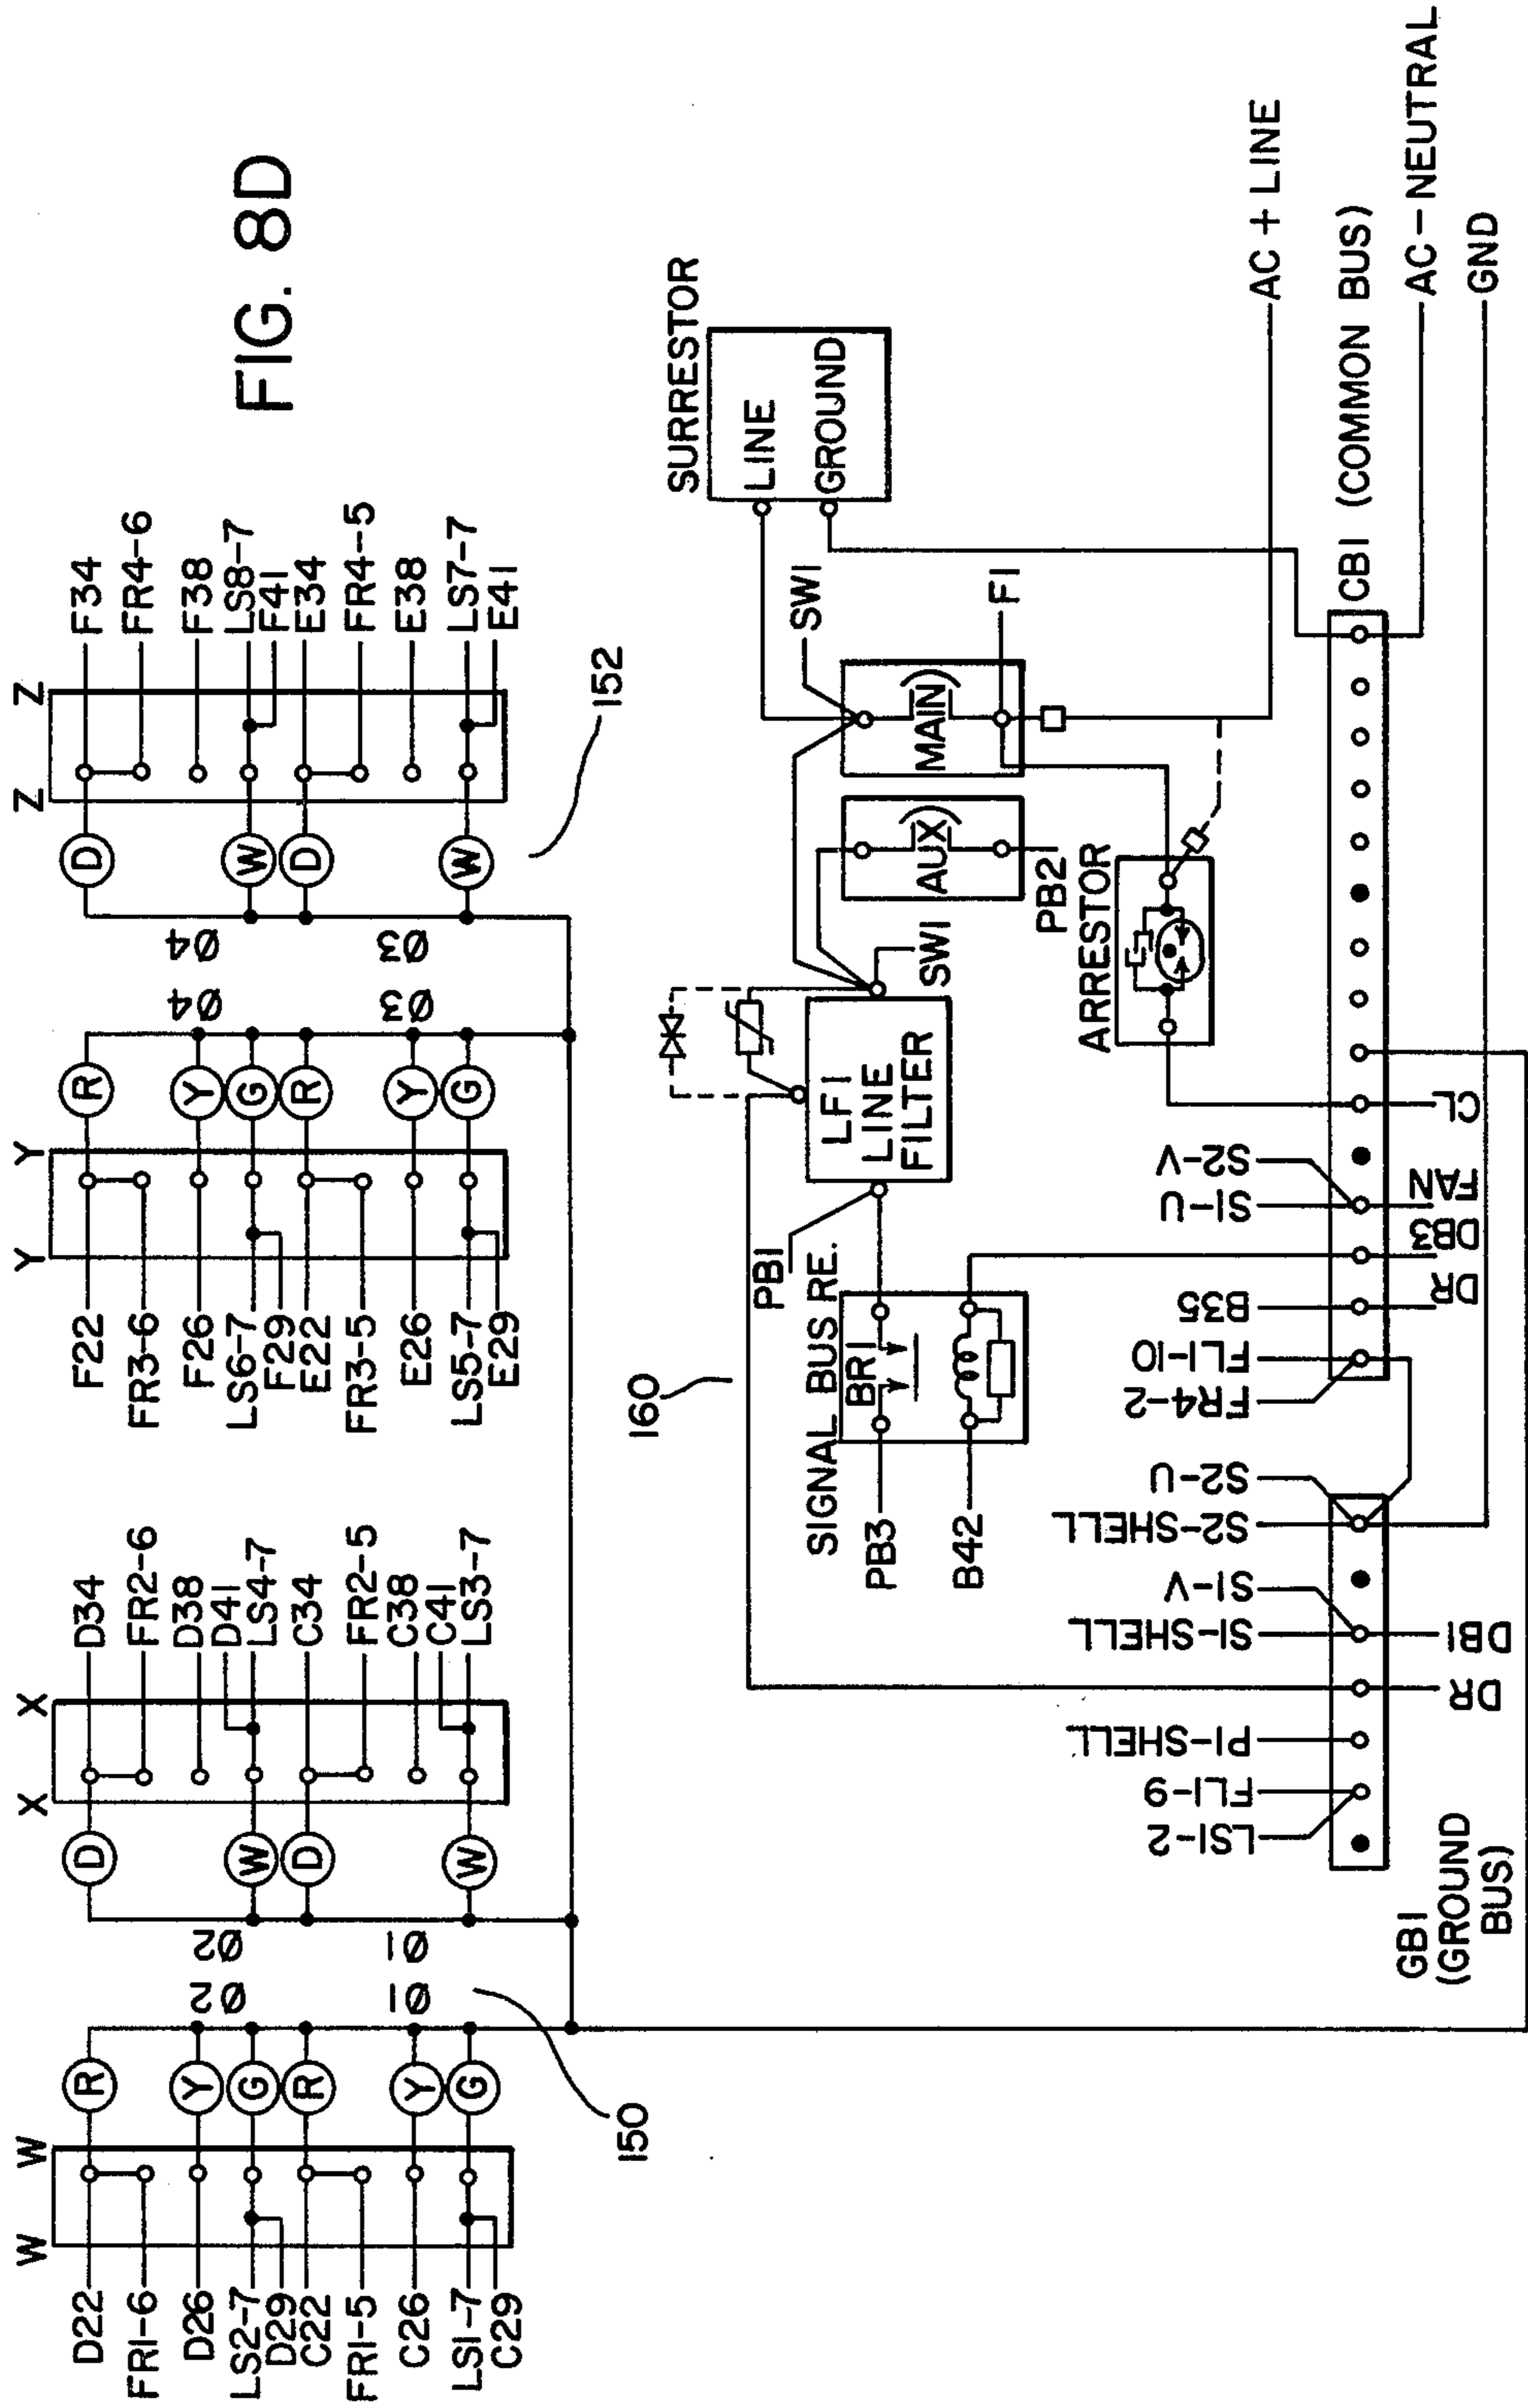 FIG. 8D
W W
D22
FR1-6
D26
LS2-7
D29
C22
FR1-5
C26
LS1-7
C29
R
Y
G
R
Y
G
Ø2
Ø1
150
Ø2
Ø1
D
W
D
W
X X
D34
FR2-6
D38
D41
LS4-7
C34
FR2-5
C38
C41
LS3-7
Y Y
F22
FR3-6
F26
LS6-7
F29
E22
FR3-5
E26
LS5-7
E29
R
Y
G
R
Y
G
Ø4
Ø3
Ø4
Ø3
D
W
D
W
152
Z Z
F34
FR4-6
F38
LS8-7
F41
E34
FR4-5
E38
LS7-7
E41
160
SIGNAL BUS RE.
BR1
PB3
B42
PB1
LF1
LINE
FILTER
SW1
AUX
PB2
MAIN
SW1
F1
SURRESTOR
LINE
GROUND
ARRESTOR
AC + LINE
CB1 (COMMON BUS)
AC-NEUTRAL
GND
GB1
(GROUND
BUS)
LS1-2
FL1-9
P1-SHELL
DR
S1-SHELL
S1-V
DB1
S2-SHELL
S2-U
FR4-2
FL1-10
B35
DR
DB3
FAN
S1-U
S2-V
CL